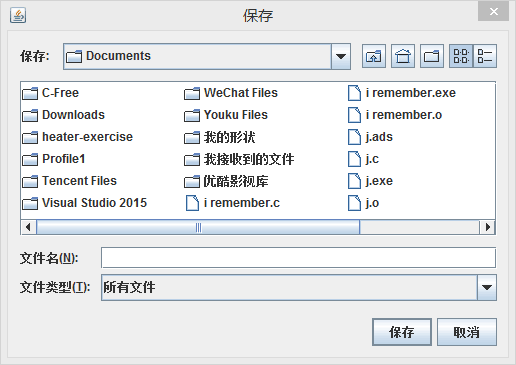 保存
保存:
Documents
C-Free
Downloads
heater-exercise
Profile1
Tencent Files
Visual Studio 2015
WeChat Files
Youku Files
我的形状
我接收到的文件
优酷影视库
i remember.c
i remember.exe
i remember.o
j.ads
j.c
j.exe
j.o
文件名(N):
文件类型(T):
所有文件
保存
取消